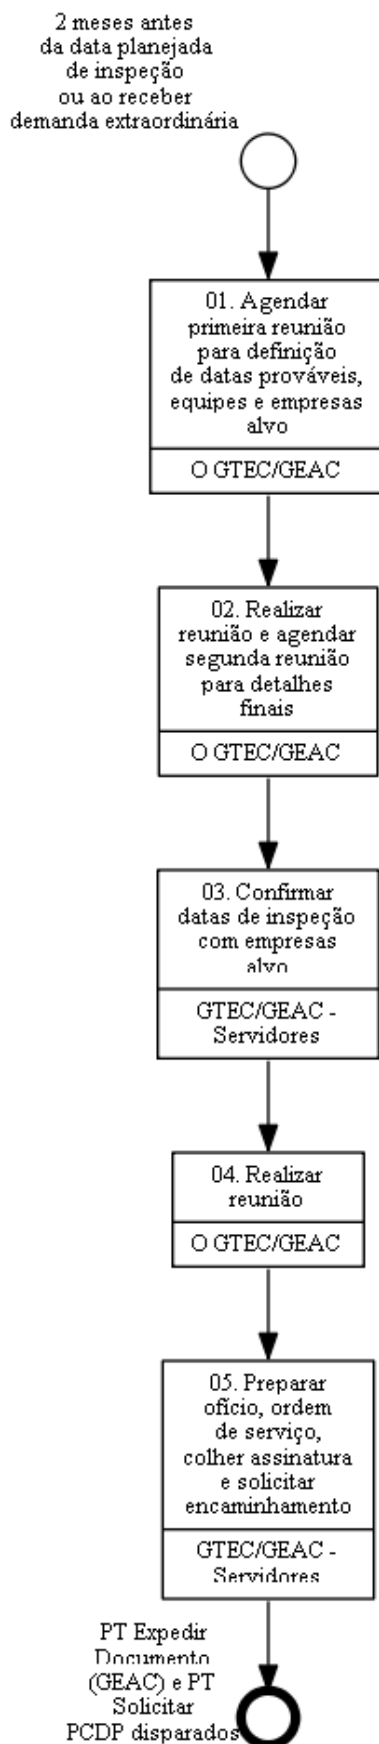 2 meses antes
da data planejada
de inspeção
ou ao receber
demanda extraordinária
01. Agendar
primeira reunião
para definição
de datas prováveis,
equipes e empresas
alvo
O GTEC/GEAC
02. Realizar
reunião e agendar
segunda reunião
para detalhes
finais
O GTEC/GEAC
03. Confirmar
datas de inspeção
com empresas
alvo
GTEC/GEAC -
Servidores
04. Realizar
reunião
O GTEC/GEAC
05. Preparar
ofício, ordem
de serviço,
colher assinatura
e solicitar
encaminhamento
GTEC/GEAC -
Servidores
PT Expedir
Documento
(GEAC) e PT
Solicitar
PCDP disparados